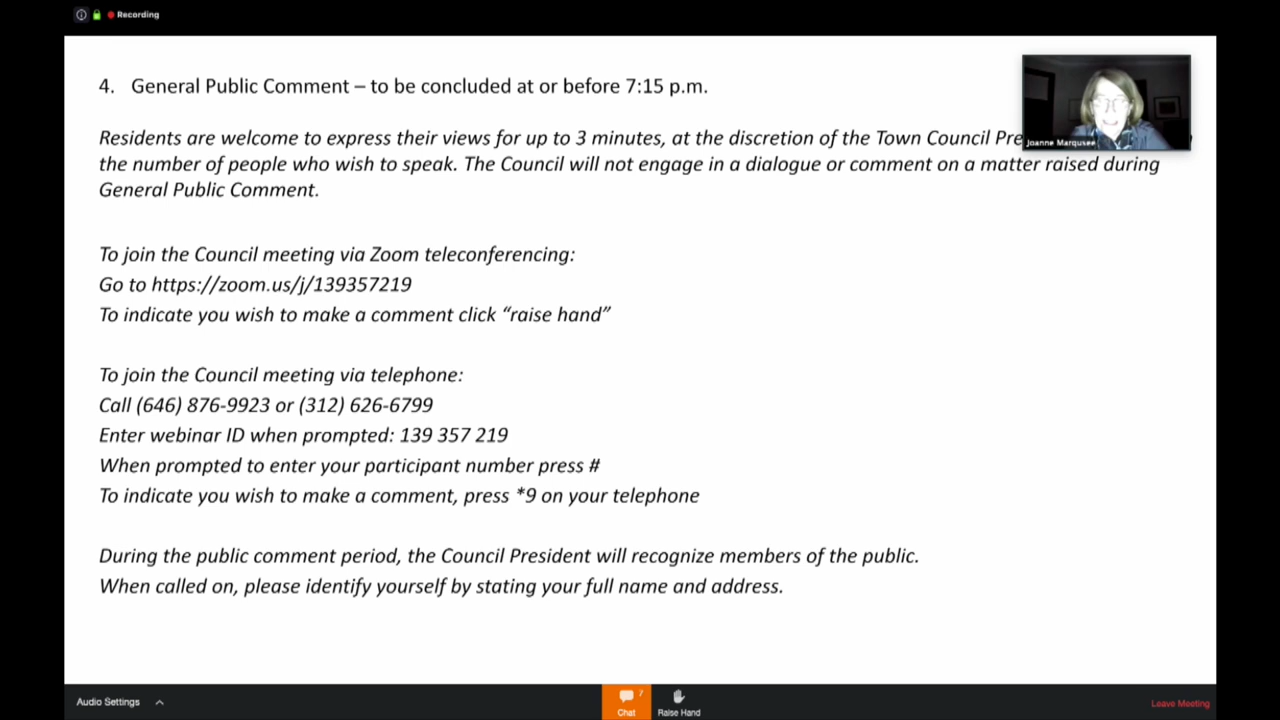 Recording
4. General Public Comment – to be concluded at or before 7:15 p.m.
Residents are welcome to express their views for up to 3 minutes, at the discretion of the Town Council
the number of people who wish to speak. The Council will not engage in a dialogue or comment on a matter raised during
General Public Comment.
Joanne Marqusee
To join the Council meeting via Zoom teleconferencing:
Go to https://zoom.us/j/139357219
To indicate you wish to make a comment click “raise hand”
To join the Council meeting via telephone:
Call (646) 876-9923 or (312) 626-6799
Enter webinar ID when prompted: 139 357 219
When prompted to enter your participant number press #
To indicate you wish to make a comment, press *9 on your telephone
During the public comment period, the Council President will recognize members of the public.
When called on, please identify yourself by stating your full name and address.
Audio Settings
7
Chat
Raise Hand
Leave Meeting